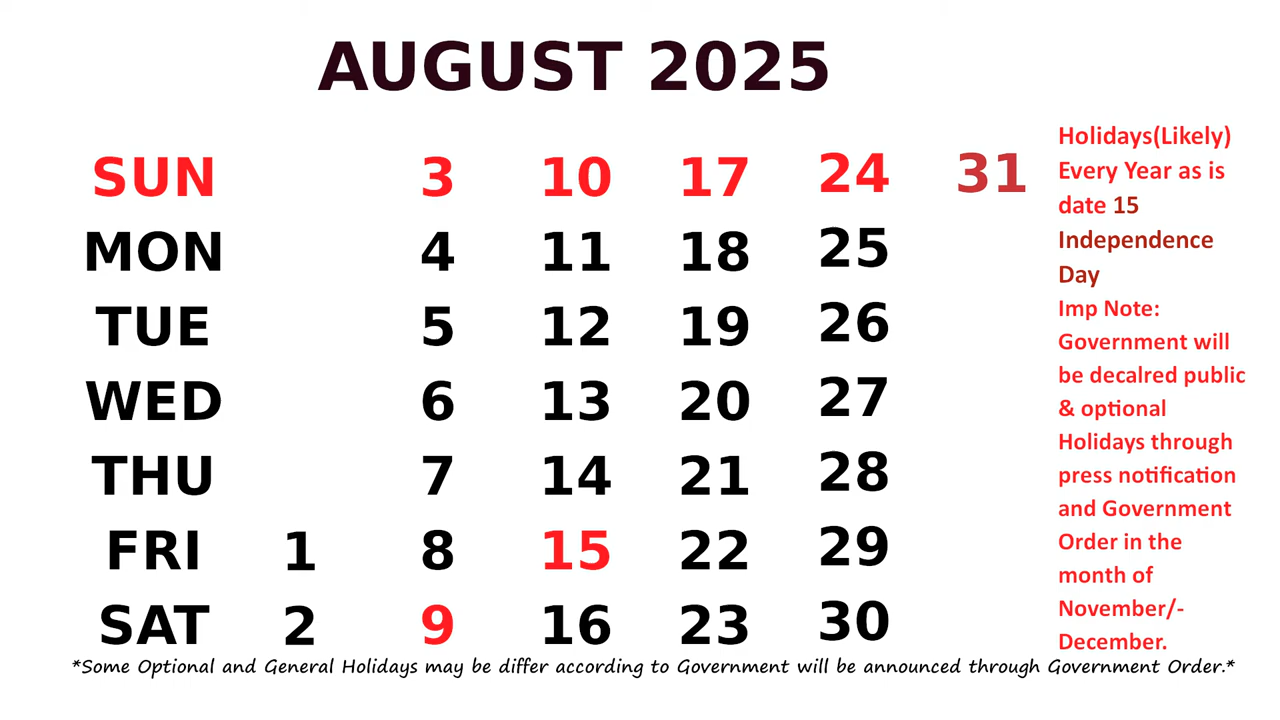 AUGUST 2025
SUN 3 10 17 24 31
MON 4 11 18 25
TUE 5 12 19 26
WED 6 13 20 27
THU 7 14 21 28
FRI 1 8 15 22 29
SAT 2 9 16 23 30
Holidays(Likely)
Every Year as is
date 15
Independence
Day
Imp Note:
Government will
be decalred public
& optional
Holidays through
press notification
and Government
Order in the
month of
November/-
December.
*Some Optional and General Holidays may be differ according to Government will be announced through Government Order.*